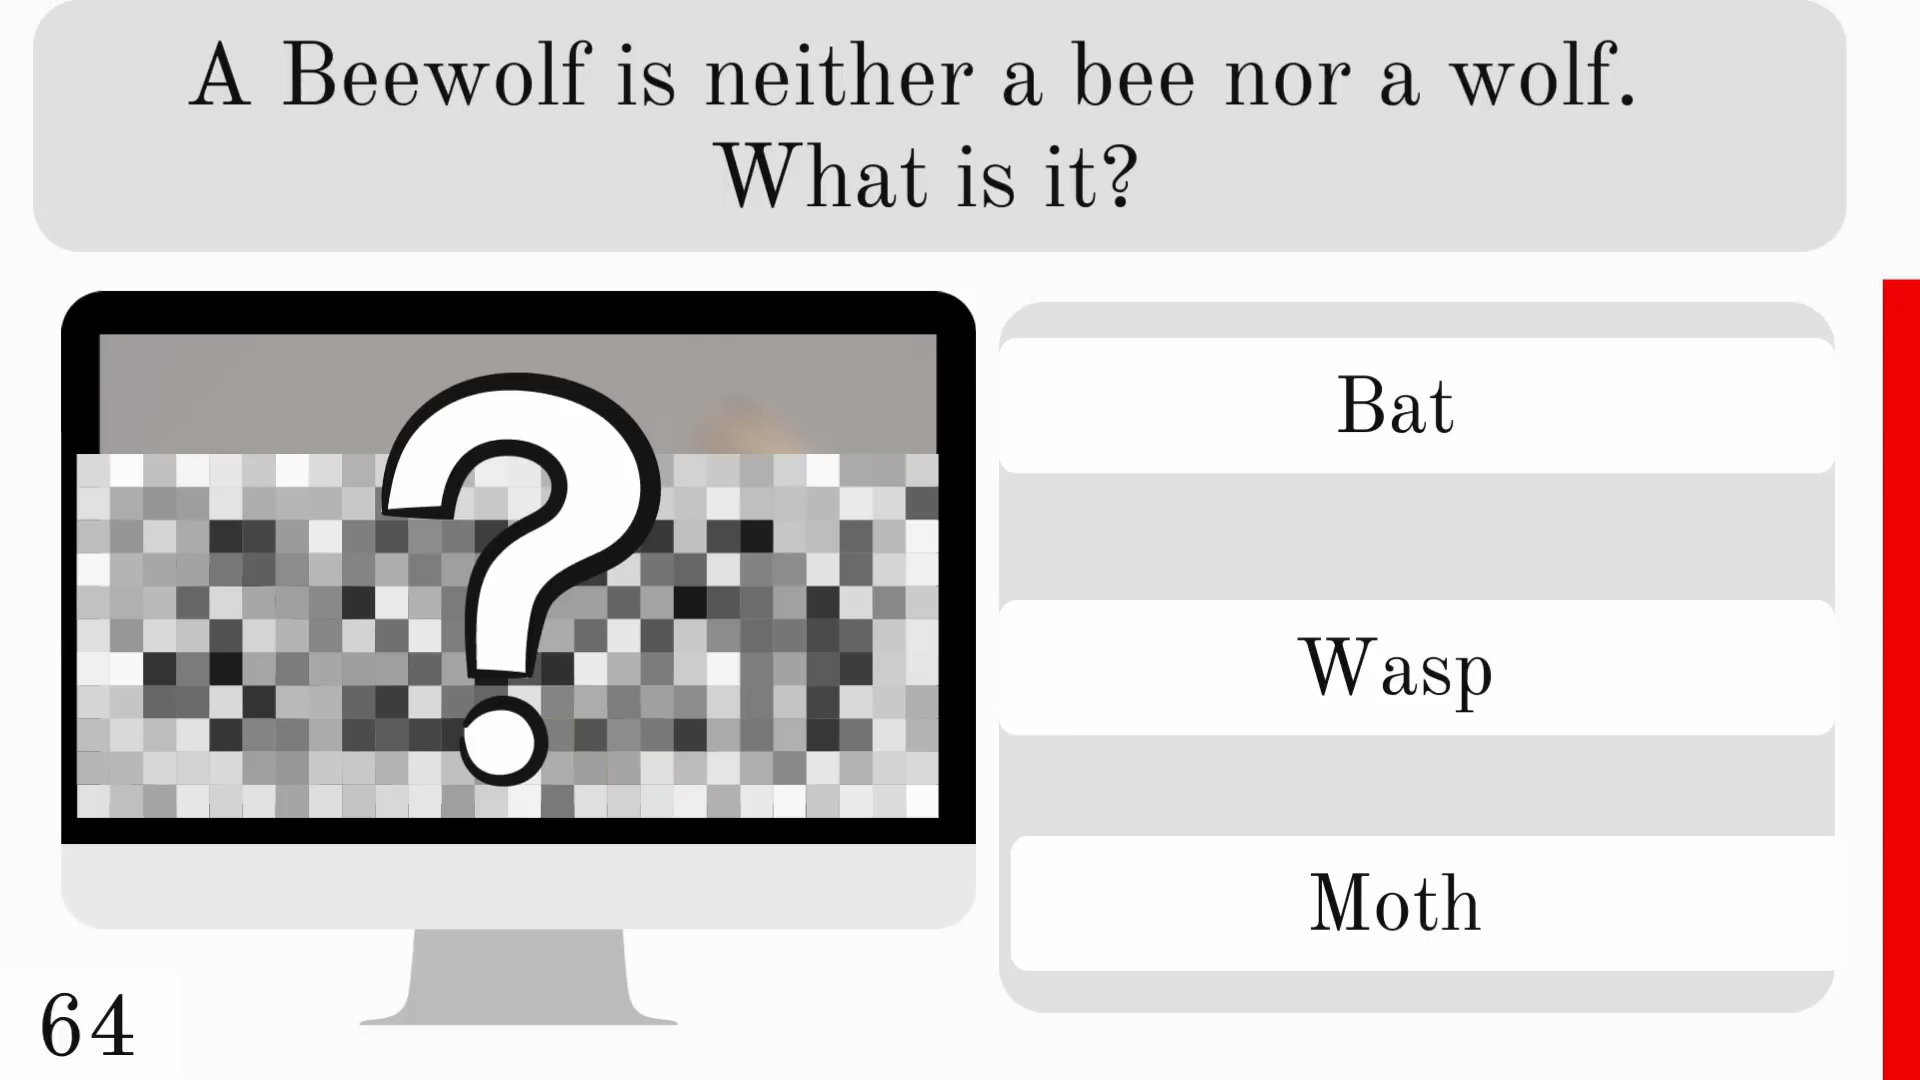 A Beewolf is neither a bee nor a wolf.
What is it?
?
Bat
Wasp
Moth
64